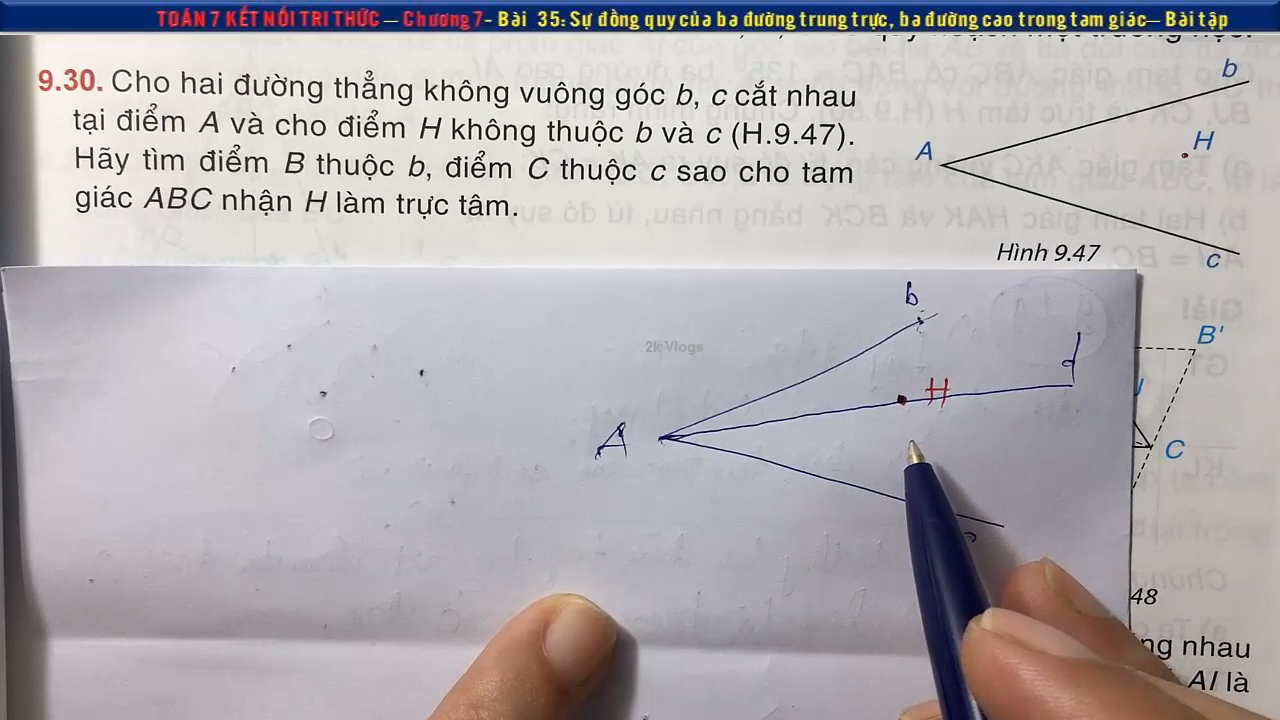 TOÁN 7 KẾT NỐI TRI THỨC – Chương 7- Bài 35: Sự đồng quy của ba đường trung trực, ba đường cao trong tam giác– Bài tập
9.30. Cho hai đường thẳng không vuông góc b, c cắt nhau
tại điểm A và cho điểm H không thuộc b và c (H.9.47).
Hãy tìm điểm B thuộc b, điểm C thuộc c sao cho tam
giác ABC nhận H làm trực tâm.
b
H
A
c
Hình 9.47
b
d
H
A
2k Vlogs
B'
C
48
ng nhau
AI là